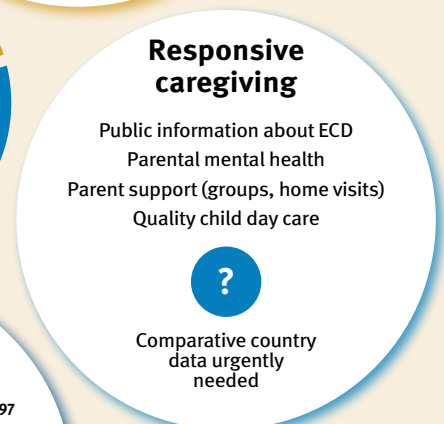 Responsive
caregiving
Public information about ECD
Parental mental health
Parent support (groups, home visits)
Quality child day care
?
Comparative country
data urgently
needed
97